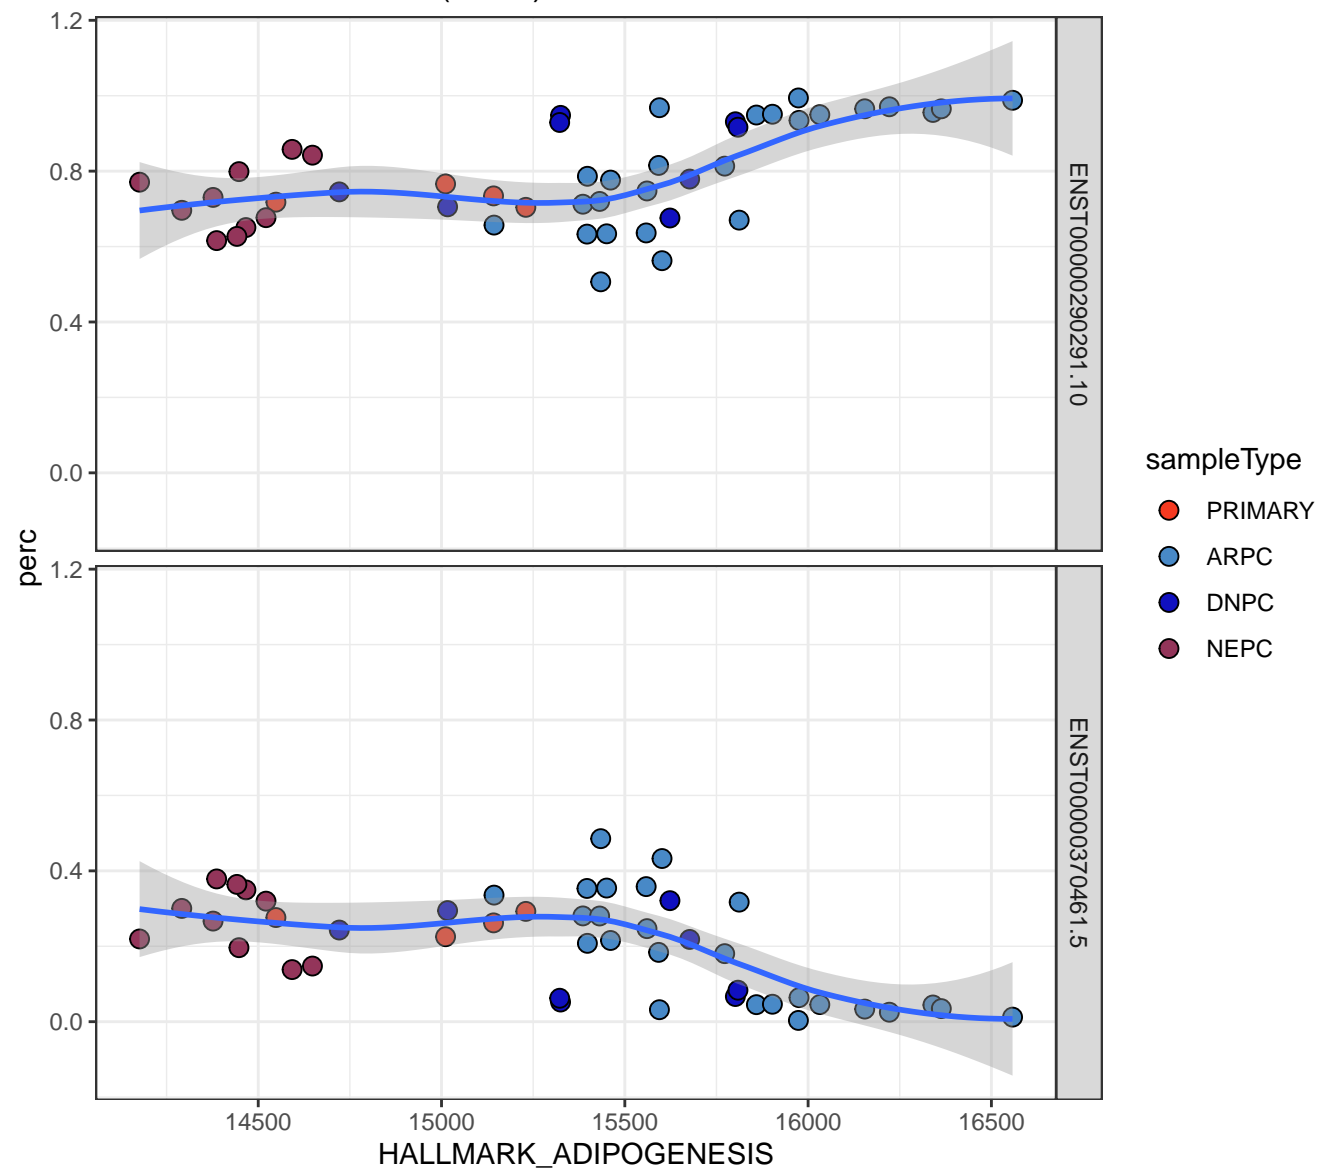 1.2
0.8
0.4
0.0
ENST00000290291.10
1.2
0.8
0.4
0.0
ENST00000370461.5
perc
14500
15000
15500
16000
16500
HALLMARK_ADIPOGENESIS
sampleType
PRIMARY
ARPC
DNPC
NEPC